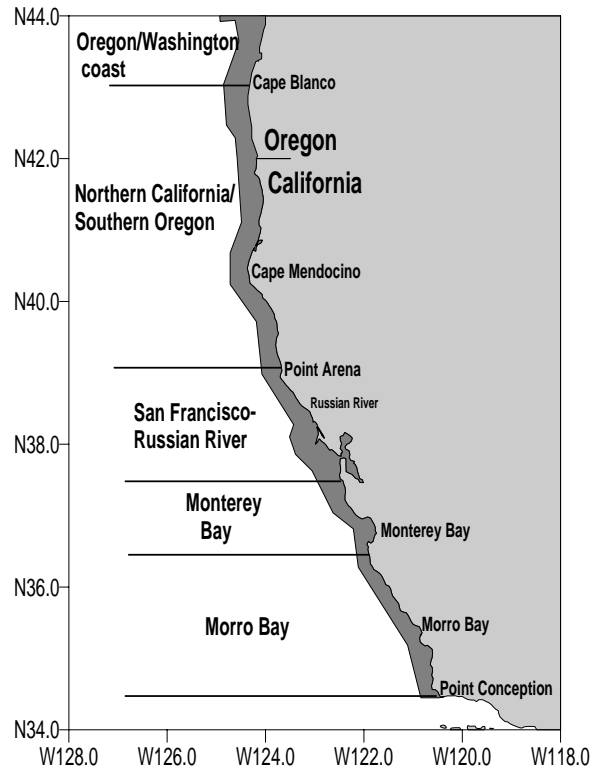 N44.0
Oregon/Washington
coast
Cape Blanco
Oregon
N42.0
California
Northern California/
Southern Oregon
Cape Mendocino
N40.0
Point Arena
Russian River
San Francisco-
Russian River
N38.0
Monterey
Bay
Monterey Bay
N36.0
Morro Bay
Morro Bay
Point Conception
N34.0
W128.0 W126.0 W124.0 W122.0 W120.0 W118.0